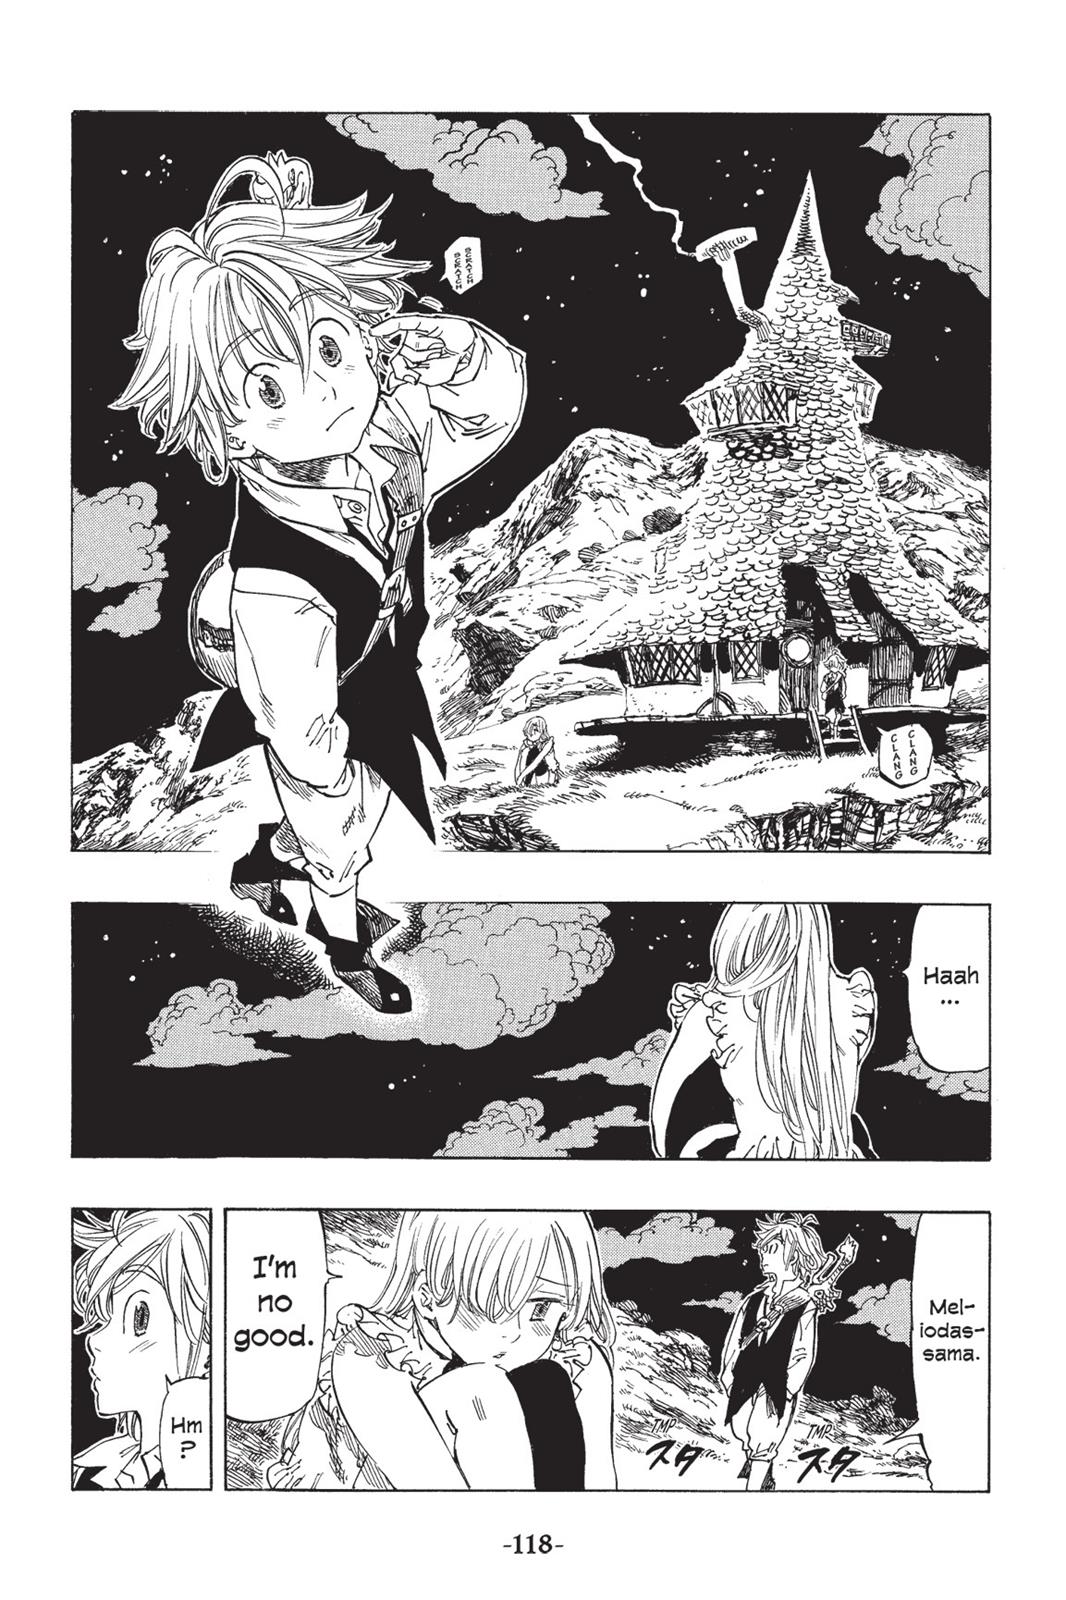 SCRATCH
SCRATCH
CLANG
CLANG
Haah
...
Mel-
iodas-
sama.
TMP
スタ
TMP
スタ
I'm
no
good.
Hm
?
-118-